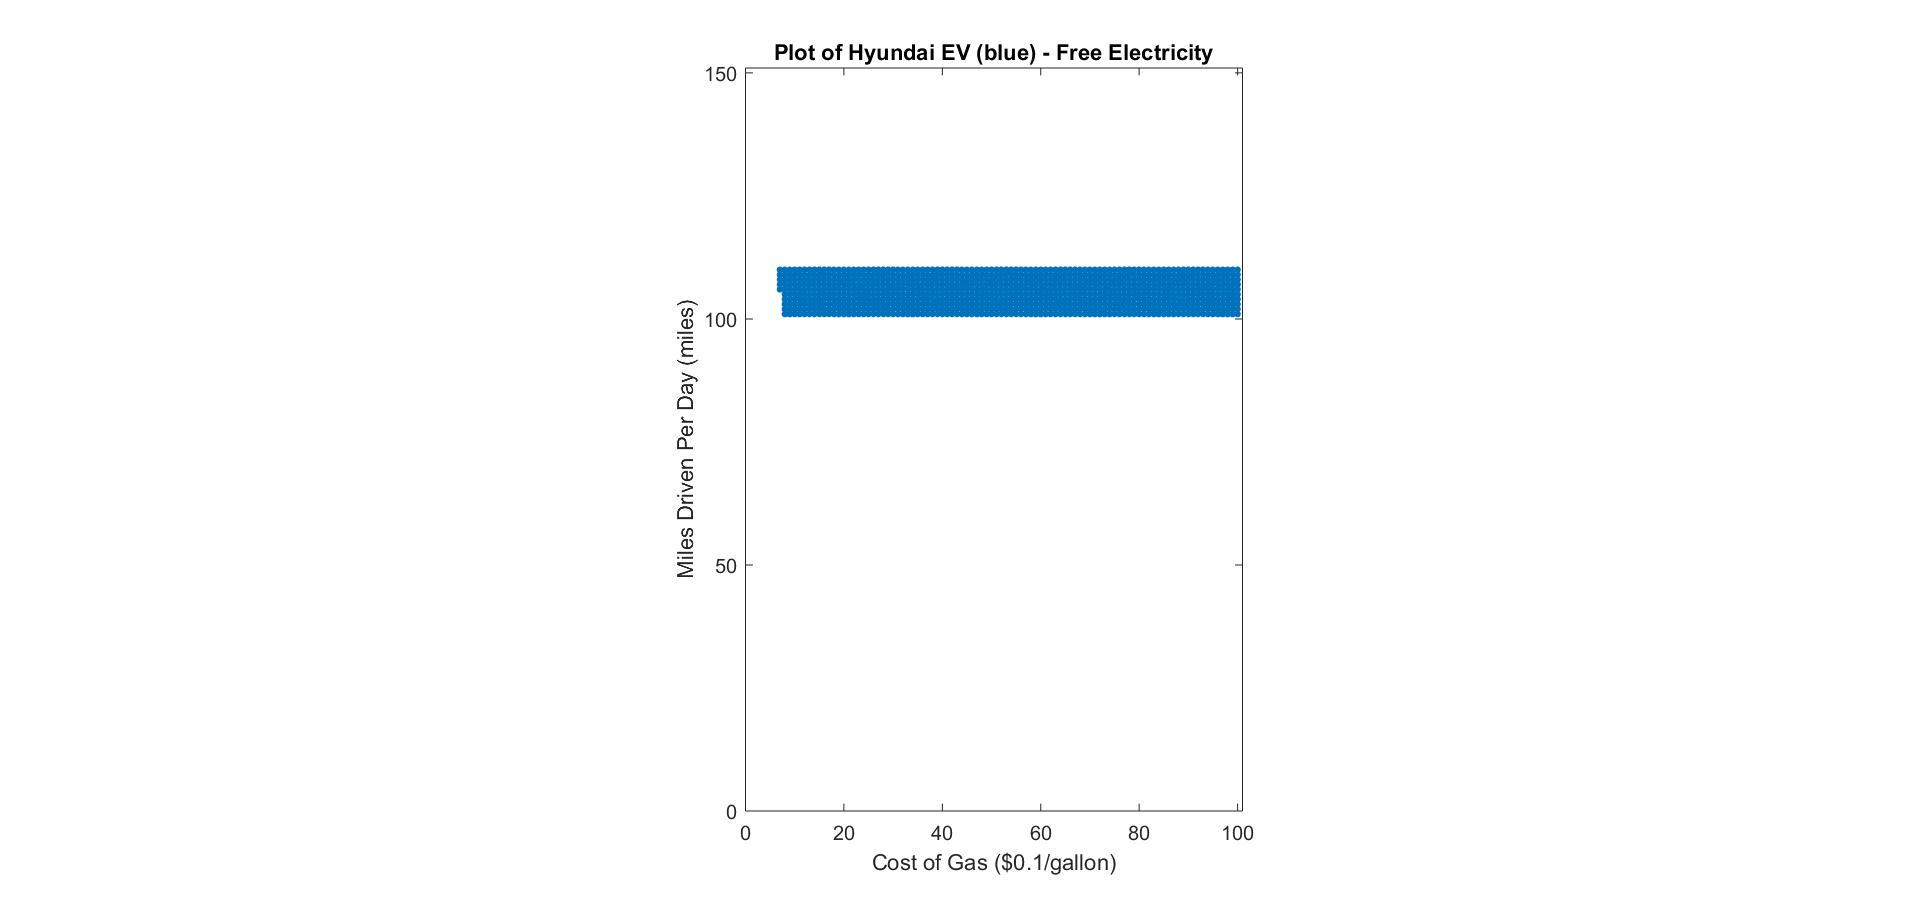 Plot of Hyundai EV (blue) - Free Electricity
150
100
50
0
Miles Driven Per Day (miles)
0 20 40 60 80 100
Cost of Gas ($0.1/gallon)